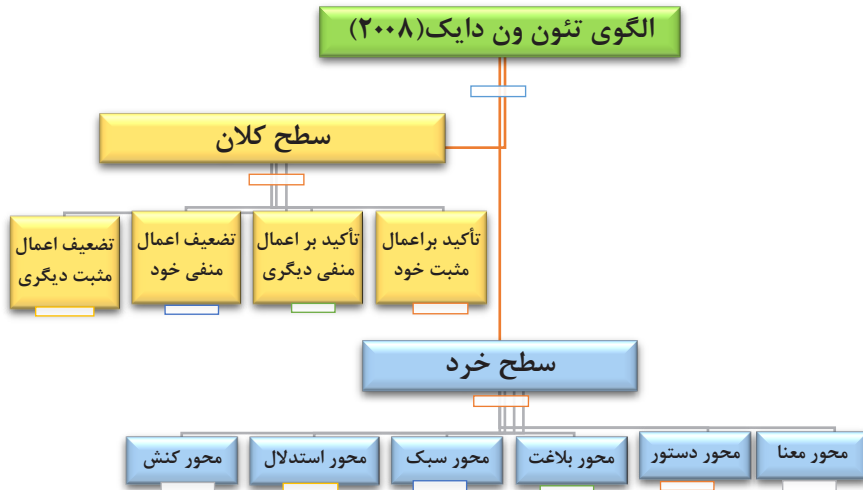 الگوی تئون ون دایک(۲۰۰۸)
سطح کلان
تأکید براعمال
مثبت خود
تأکید بر اعمال
منفی دیگری
تضعیف اعمال
منفی خود
تضعیف اعمال
مثبت دیگری
سطح خرد
محور معنا
محور دستور
محور بلاغت
محور سبک
محور استدلال
محور کنش